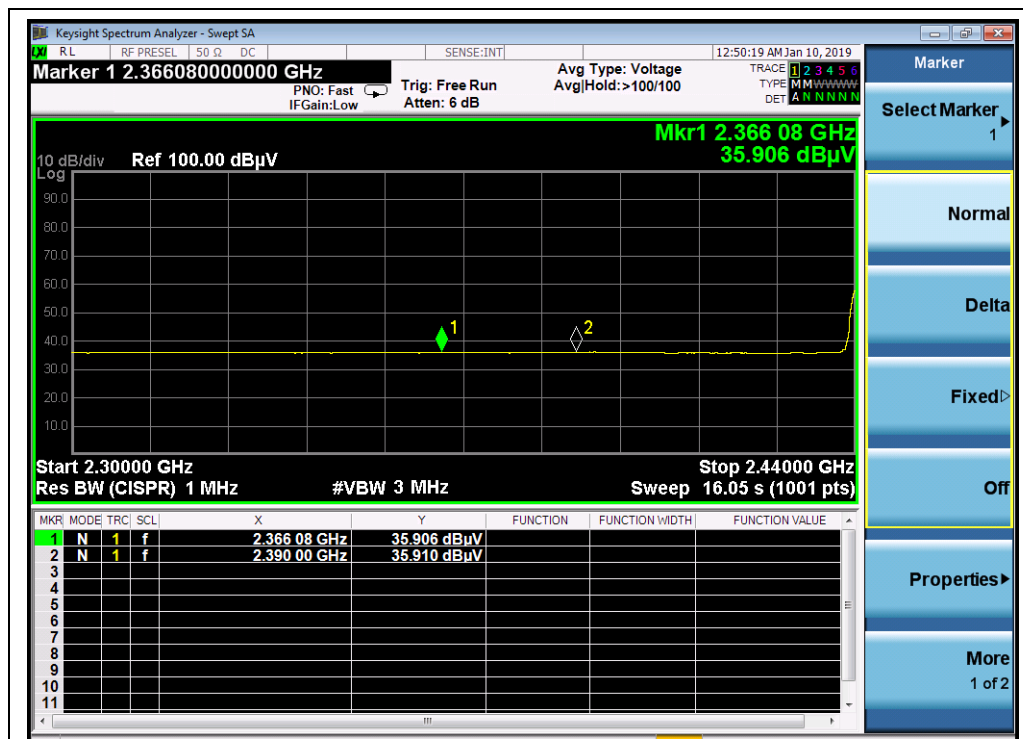 Keysight Spectrum Analyzer - Swept SA
LXI RL RF PRESEL 50 Ω DC SENSE:INT 12:50:19 AM Jan 10, 2019
Marker 1 2.366080000000 GHz
PNO: Fast
IFGain:Low
Trig: Free Run
Atten: 6 dB
Avg Type: Voltage
Avg|Hold:>100/100
TRACE 1 2 3 4 5 6
TYPE M M W W W W
DET A N N N N N
Mkr1 2.366 08 GHz
35.906 dBµV
10 dB/div Ref 100.00 dBµV
Log
90.0
80.0
70.0
60.0
50.0
40.0
30.0
20.0
10.0
1
2
Start 2.30000 GHz Stop 2.44000 GHz
Res BW (CISPR) 1 MHz #VBW 3 MHz Sweep 16.05 s (1001 pts)
MKR MODE TRC SCL X Y FUNCTION FUNCTION WIDTH FUNCTION VALUE
1 N 1 f 2.366 08 GHz 35.906 dBµV
2 N 1 f 2.390 00 GHz 35.910 dBµV
3
4
5
6
7
8
9
10
11
Marker
Select Marker
1
Normal
Delta
Fixed
Off
Properties
More
1 of 2